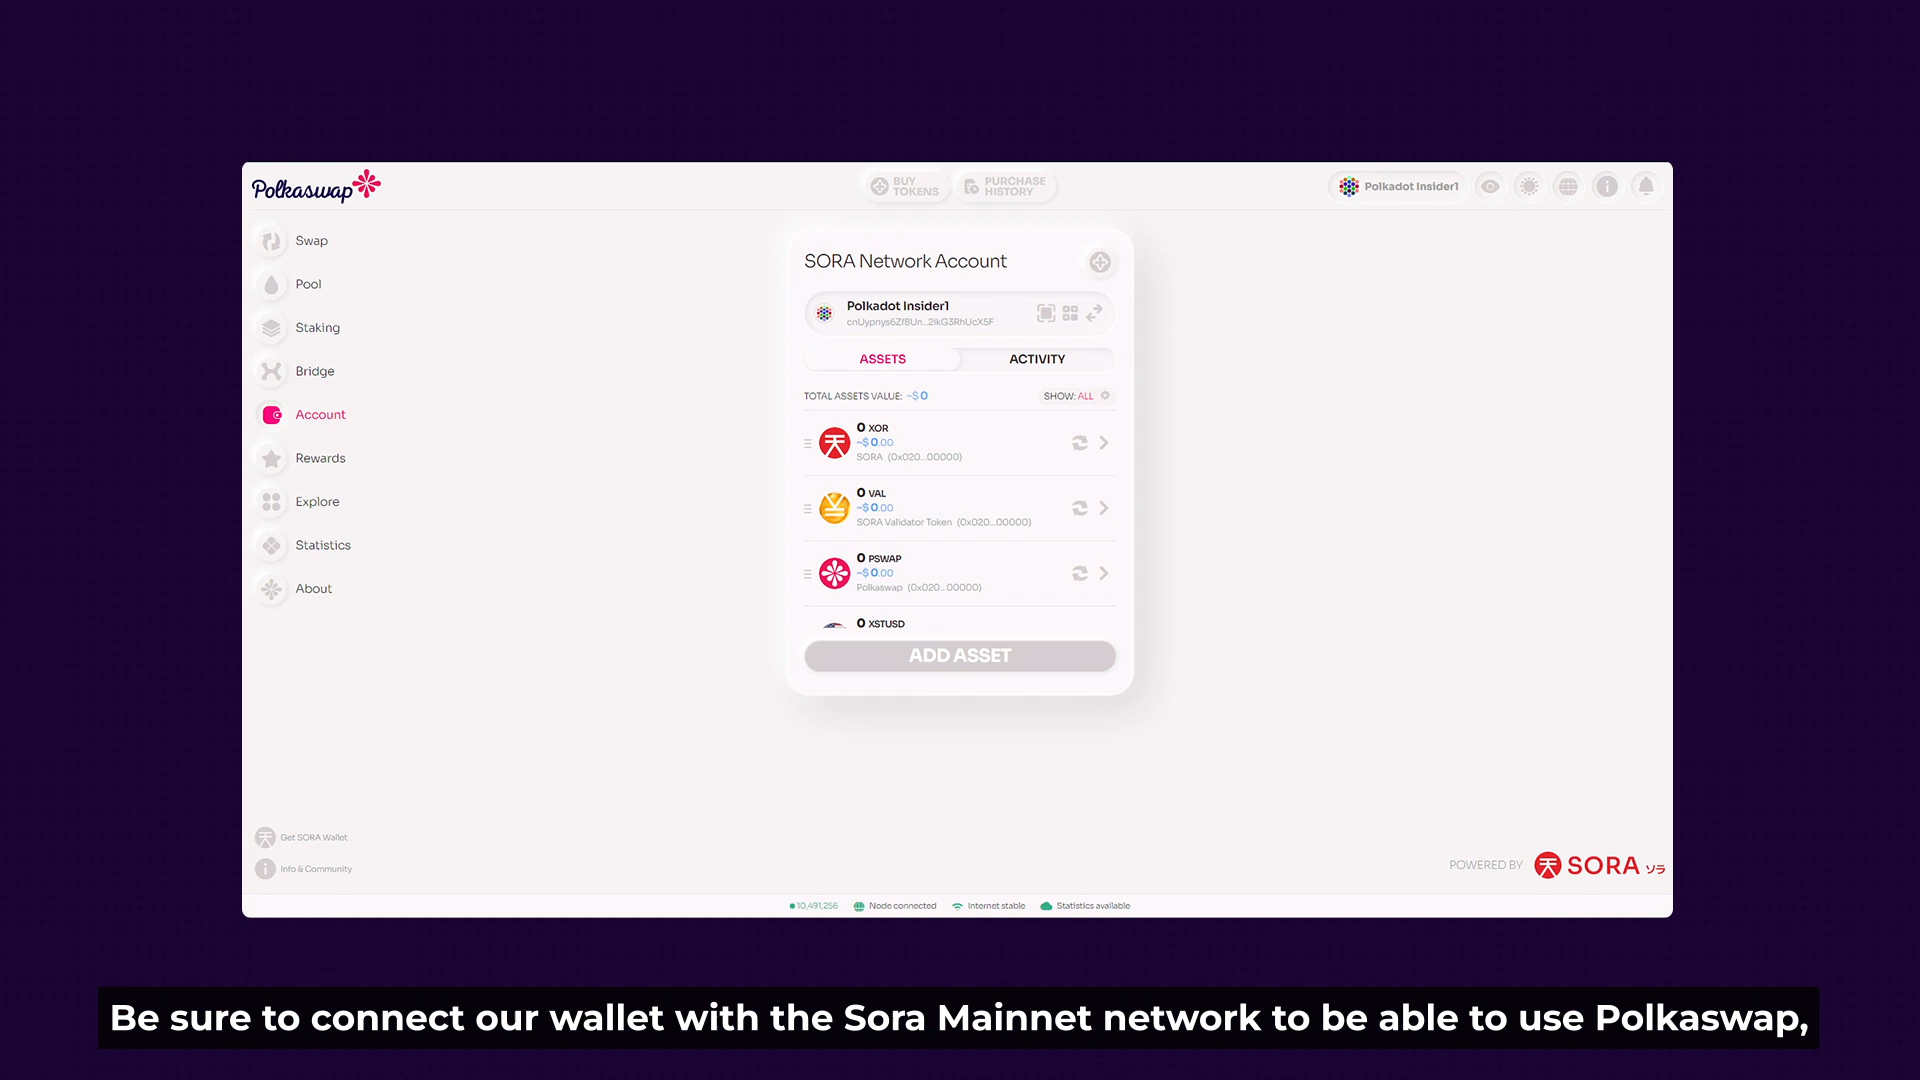 Polkaswap
BUY TOKENS
PURCHASE HISTORY
Polkadot Insider1
Swap
Pool
Staking
Bridge
Account
Rewards
Explore
Statistics
About
SORA Network Account
Polkadot Insider1
cnUypnys6Zf8Un...2ikG3RhUcX5F
ASSETS
ACTIVITY
TOTAL ASSETS VALUE: ~$ 0
SHOW: ALL
0 XOR
~$ 0.00
SORA (0x020...00000)
0 VAL
~$ 0.00
SORA Validator Token (0x020...00000)
0 PSWAP
~$ 0.00
Polkaswap (0x020...00000)
0 XSTUSD
ADD ASSET
Get SORA Wallet
Info & Community
POWERED BY SORA ソラ
10,491,256
Node connected
Internet stable
Statistics available
Be sure to connect our wallet with the Sora Mainnet network to be able to use Polkaswap,